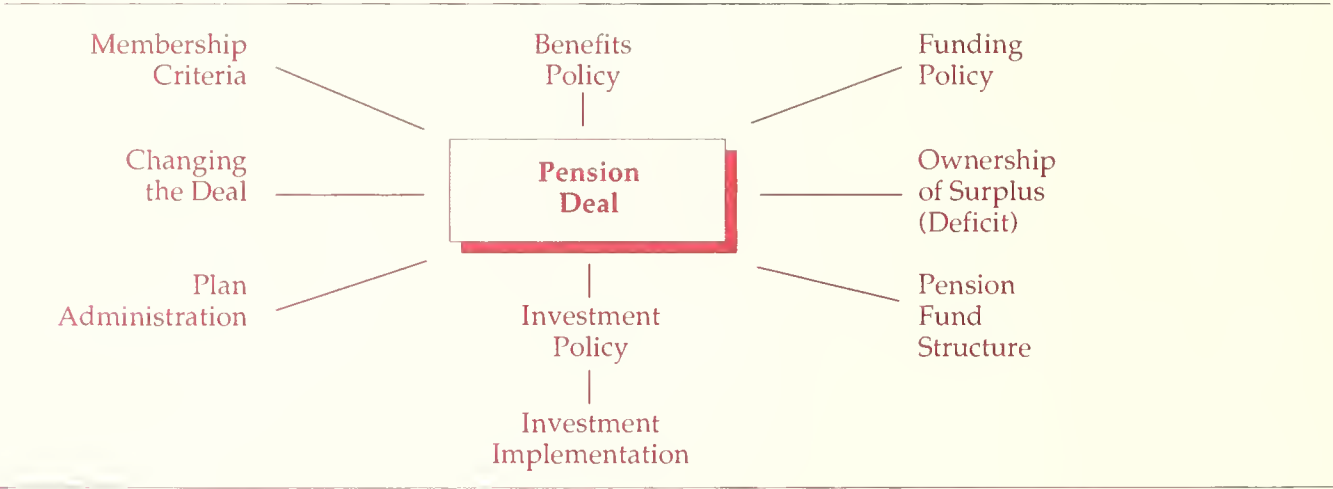 Membership
Criteria
Benefits
Policy
Funding
Policy
Changing
the Deal
Pension
Deal
Ownership
of Surplus
(Deficit)
Plan
Administration
Investment
Policy
Pension
Fund
Structure
Investment
Implementation